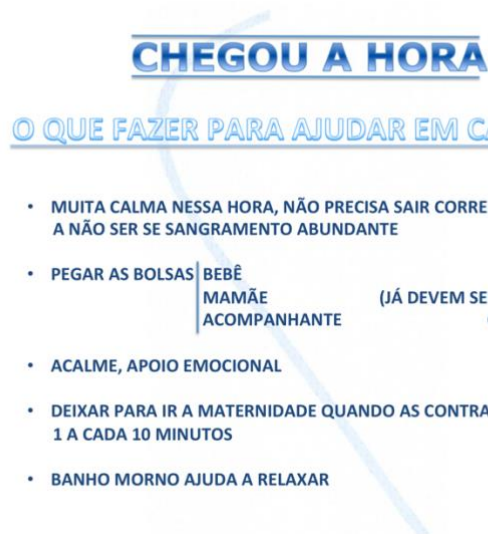 CHEGOU A HORA
O QUE FAZER PARA AJUDAR EM
• MUITA CALMA NESSA HORA, NÃO PRECISA SAIR
A NÃO SER SE SANGRAMENTO ABUNDANTE
• PEGAR AS BOLSAS BEBÊ
MAMÃE (JÁ DEVEM
ACOMPANHANTE
• ACALME, APOIO EMOCIONAL
• DEIXAR PARA IR A MATERNIDADE QUANDO AS
1 A CADA 10 MINUTOS
• BANHO MORNO AJUDA A RELAXAR